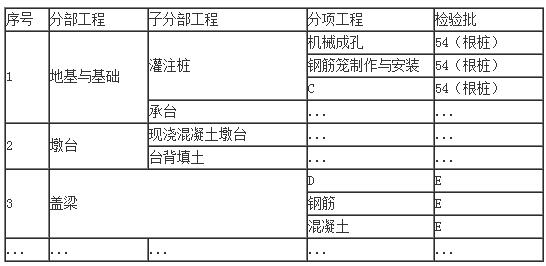 序号 分部工程 子分部工程 分项工程 检验批
1 地基与基础 灌注桩 机械成孔 54（根桩）
钢筋笼制作与安装 54（根桩）
C 54（根桩）
承台 ... ...
2 墩台 现浇混凝土墩台 ... ...
台背填土 ... ...
3 盖梁 D E
钢筋 E
混凝土 E
... ... ... ... ...